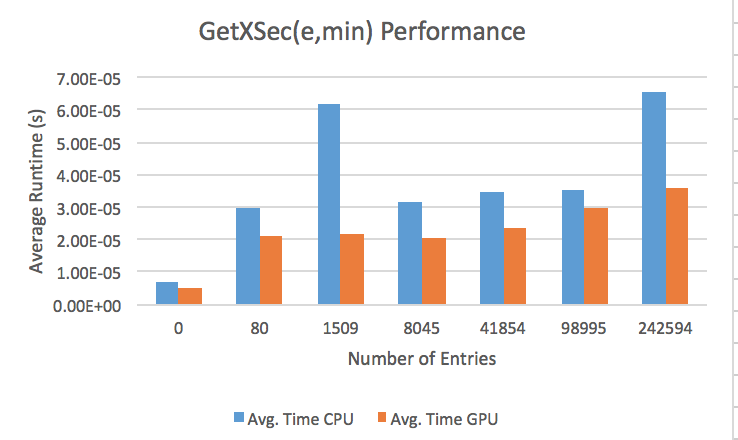 GetXSec(e,min) Performance
Average Runtime (s)
7.00E-05
6.00E-05
5.00E-05
4.00E-05
3.00E-05
2.00E-05
1.00E-05
0.00E+00
0 80 1509 8045 41854 98995 242594
Number of Entries
Avg. Time CPU Avg. Time GPU